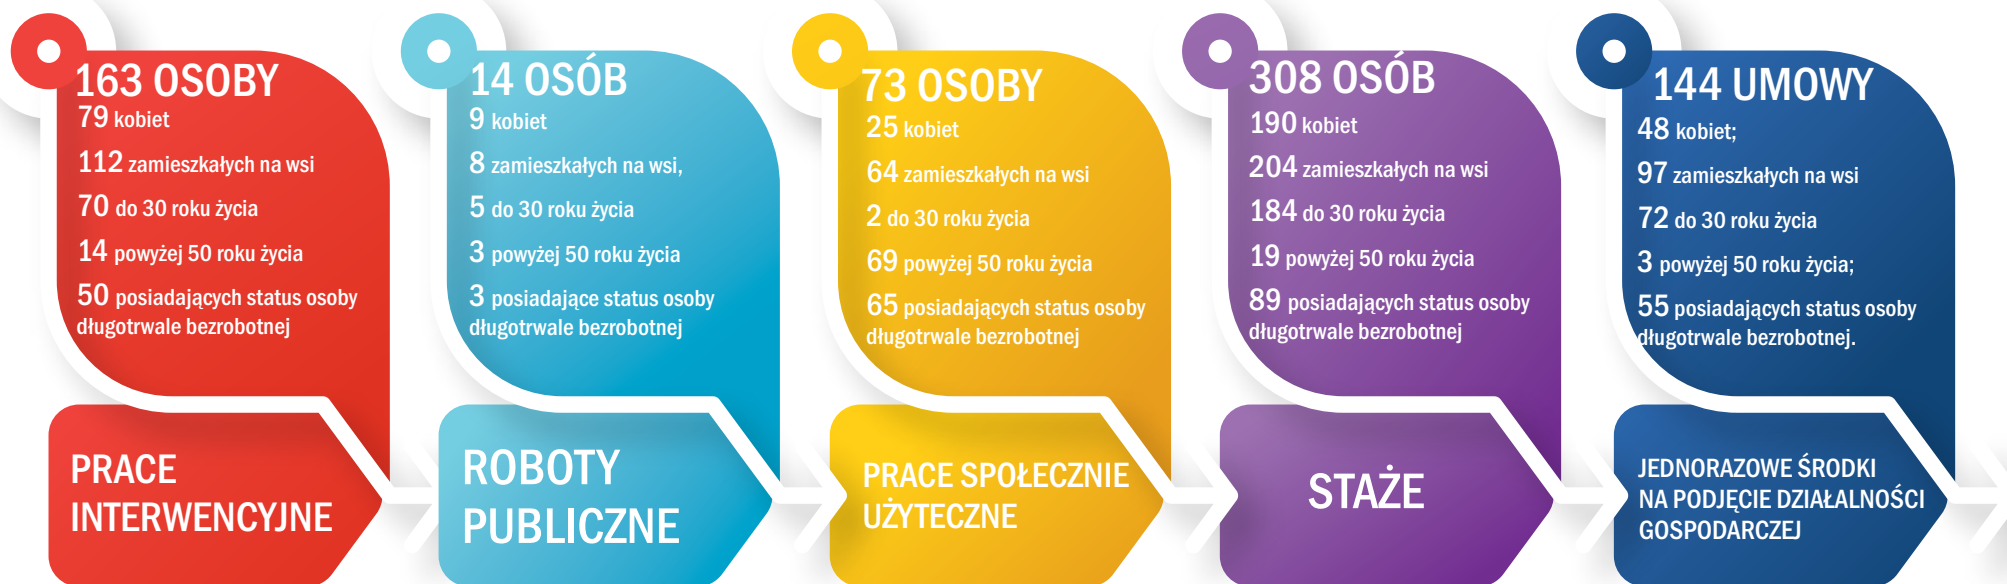 163 OSOBY
79 kobiet
112 zamieszkałych na wsi
70 do 30 roku życia
14 powyżej 50 roku życia
50 posiadających status osoby
długotrwale bezrobotnej
PRACE
INTERWENCYJNE
14 OSÓB
9 kobiet
8 zamieszkałych na wsi,
5 do 30 roku życia
3 powyżej 50 roku życia
3 posiadające status osoby
długotrwale bezrobotnej
ROBOTY
PUBLICZNE
73 OSOBY
25 kobiet
64 zamieszkałych na wsi
2 do 30 roku życia
69 powyżej 50 roku życia
65 posiadających status osoby
długotrwale bezrobotnej
PRACE SPOŁECZNIE
UŻYTECZNE
308 OSÓB
190 kobiet
204 zamieszkałych na wsi
184 do 30 roku życia
19 powyżej 50 roku życia
89 posiadających status osoby
długotrwale bezrobotnej
STAŻE
144 UMOWY
48 kobiet;
97 zamieszkałych na wsi
72 do 30 roku życia
3 powyżej 50 roku życia;
55 posiadających status osoby
długotrwale bezrobotnej.
JEDNORAZOWE ŚRODKI
NA PODJĘCIE DZIAŁALNOŚCI
GOSPODARCZEJ